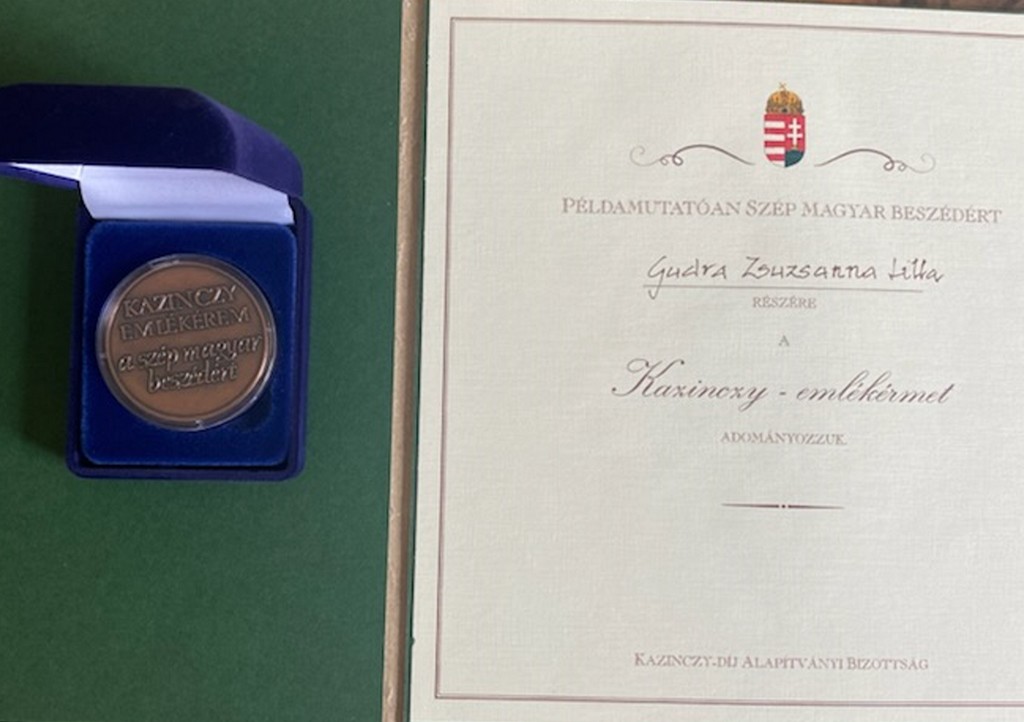 KAZINCZY
EMLÉKÉREM
a szép magyar
beszédért
PÉLDAMUTATÓAN SZÉP MAGYAR BESZÉDÉRT
Gudra Zsuzsanna Lilla
RÉSZÉRE
A
Kazinczy - emlékérmet
ADOMÁNYOZZUK.
KAZINCZY-DÍJ ALAPÍTVÁNYI BIZOTTSÁG